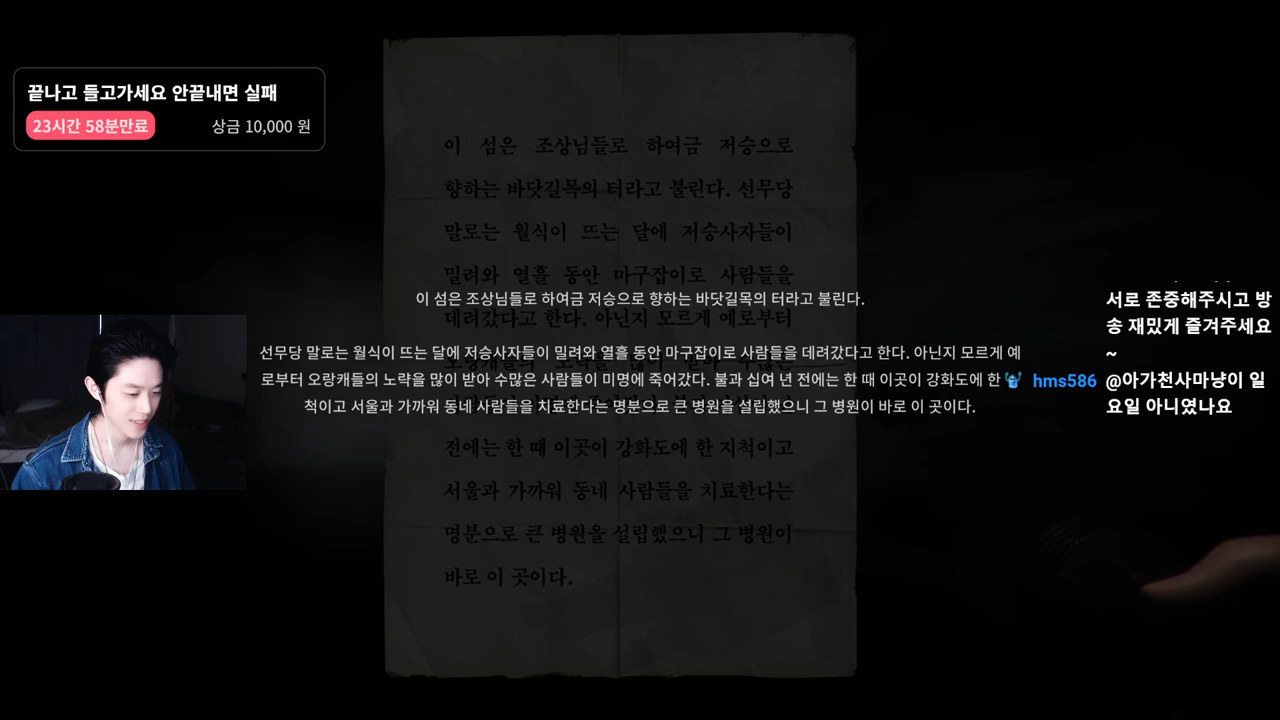 끝나고 들고가세요 안끝내면 실패
23시간 58분만료 상금 10,000 원
이 섬은 조상님들로 하여금 저승으로
향하는 바닷길목의 터라고 불린다. 선무당
말로는 월식이 뜨는 달에 저승사자들이
밀려와 열흘 동안 마구잡이로 사람들을
데려갔다고 한다. 아닌지 모르게 예로부터
전에는 한 때 이곳이 강화도에 한 지척이고
서울과 가까워 동네 사람들을 치료한다는
명분으로 큰 병원을 설립했으니 그 병원이
바로 이 곳이다.
이 섬은 조상님들로 하여금 저승으로 향하는 바닷길목의 터라고 불린다.
선무당 말로는 월식이 뜨는 달에 저승사자들이 밀려와 열흘 동안 마구잡이로 사람들을 데려갔다고 한다. 아닌지 모르게 예
로부터 오랑캐들의 노략을 많이 받아 수많은 사람들이 미명에 죽어갔다. 불과 십여 년 전에는 한 때 이곳이 강화도에 한
척이고 서울과 가까워 동네 사람들을 치료한다는 명분으로 큰 병원을 설립했으니 그 병원이 바로 이 곳이다.
서로 존중해주시고 방
송 재밌게 즐겨주세요
~
hms586 @아가천사마냥이 일
요일 아니였나요